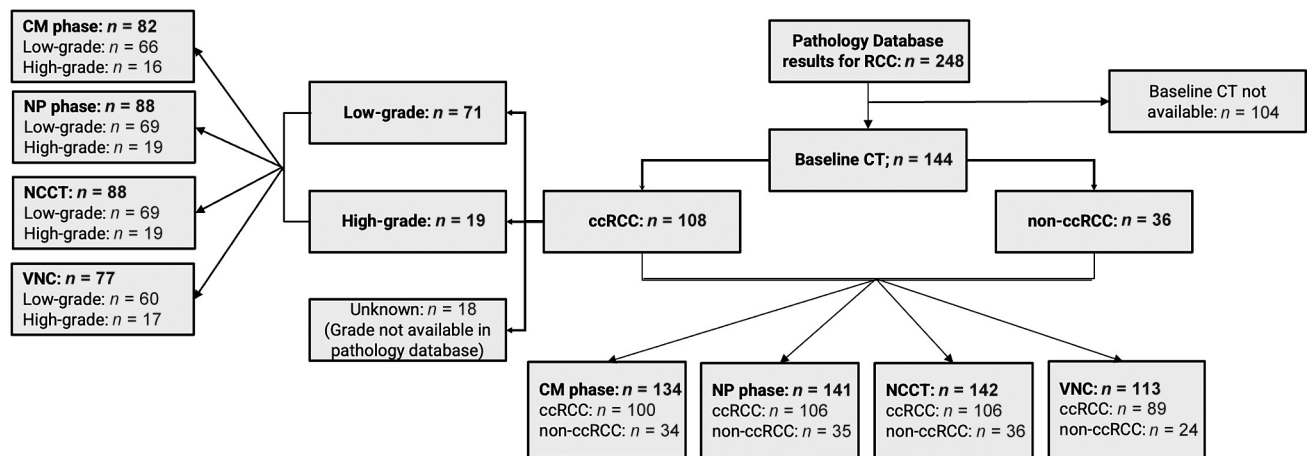 Pathology Database
results for RCC: n = 248
Baseline CT not
available: n = 104
Baseline CT; n = 144
ccRCC: n = 108
non-ccRCC: n = 36
Low-grade: n = 71
High-grade: n = 19
Unknown: n = 18
(Grade not available in
pathology database)
CM phase: n = 82
Low-grade: n = 66
High-grade: n = 16
NP phase: n = 88
Low-grade: n = 69
High-grade: n = 19
NCCT: n = 88
Low-grade: n = 69
High-grade: n = 19
VNC: n = 77
Low-grade: n = 60
High-grade: n = 17
CM phase: n = 134
ccRCC: n = 100
non-ccRCC: n = 34
NP phase: n = 141
ccRCC: n = 106
non-ccRCC: n = 35
NCCT: n = 142
ccRCC: n = 106
non-ccRCC: n = 36
VNC: n = 113
ccRCC: n = 89
non-ccRCC: n = 24